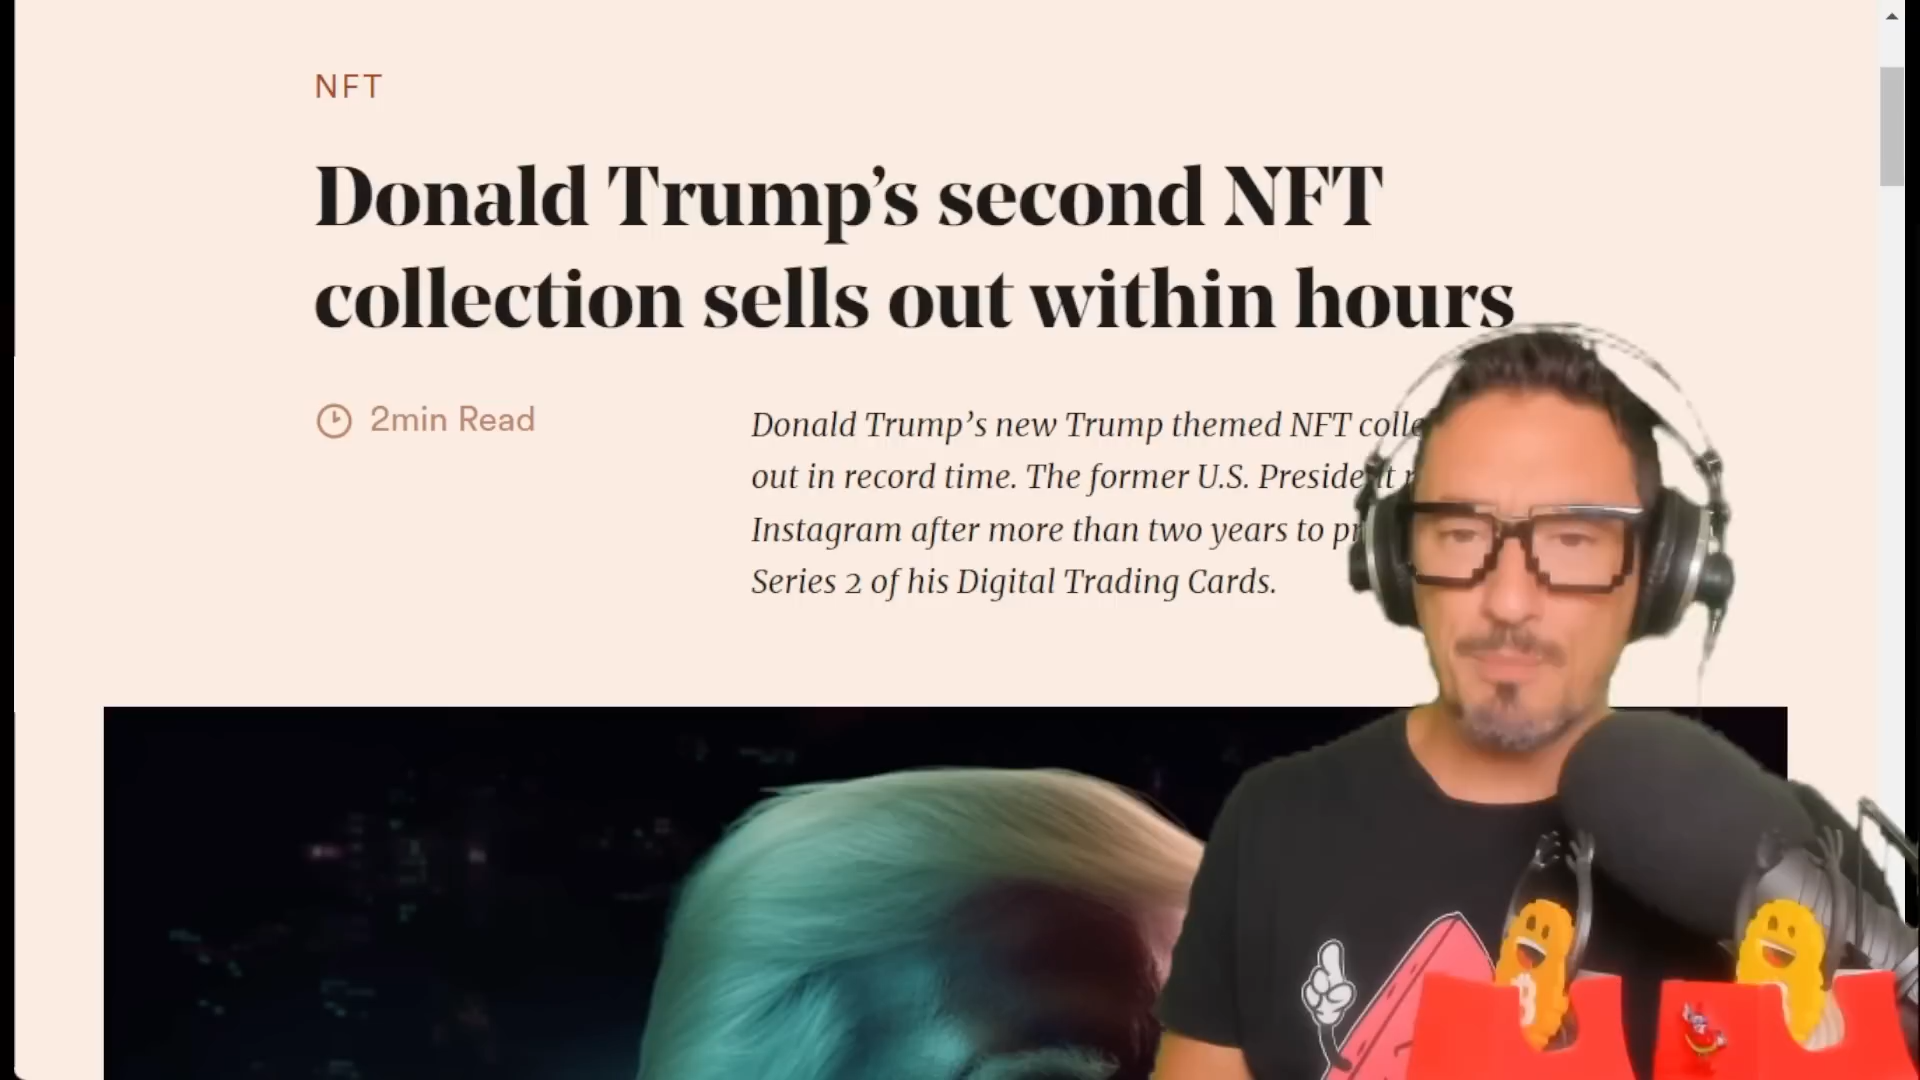 NFT
Donald Trump’s second NFT
collection sells out within hours
2min Read
Donald Trump’s new Trump themed NFT
out in record time. The former U.S.
Instagram after more than two years to
Series 2 of his Digital Trading Cards.